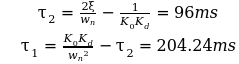 τ₂ = 2ξ/wₙ − 1/(K₀K_d) = 96ms
τ₁ = K₀K_d/wₙ² − τ₂ = 204.24ms